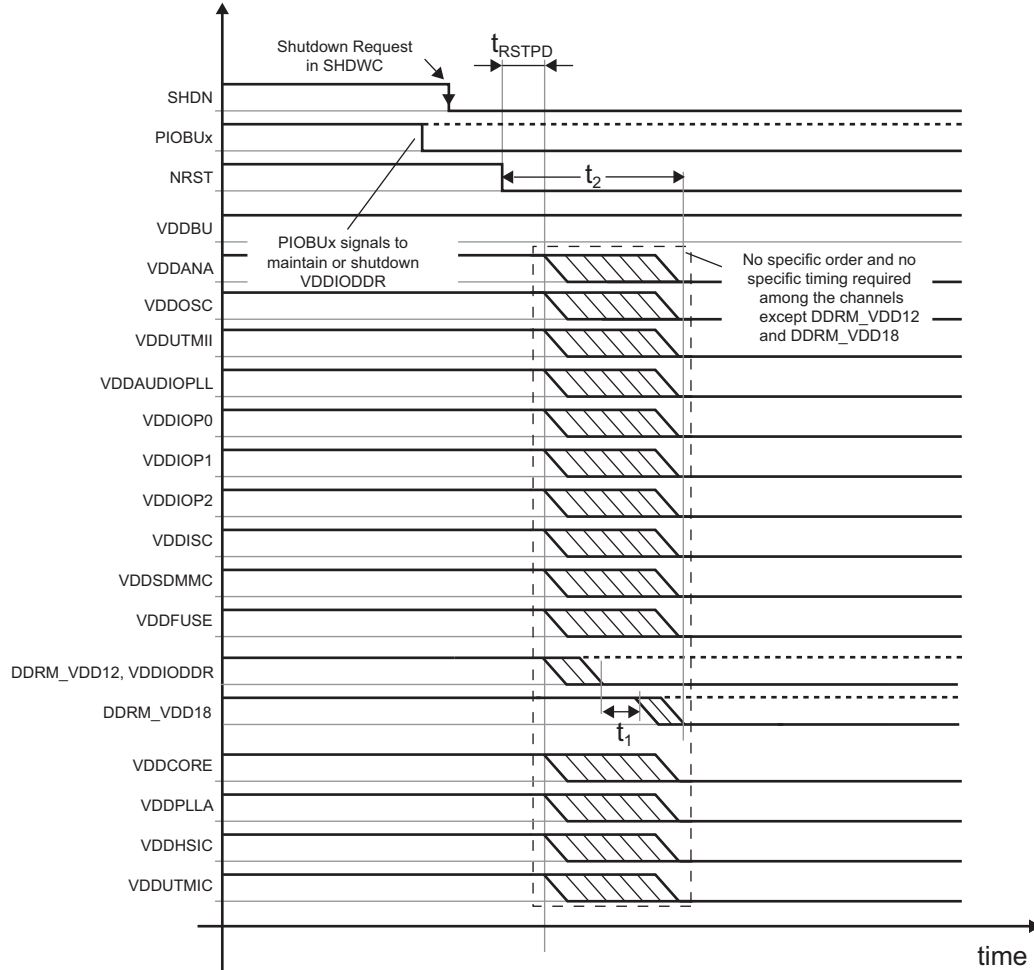 Shutdown Request
in SHDWC
tRSTPD
SHDN
PIOBUx
NRST
t2
VDDBU
PIOBUx signals to
maintain or shutdown
VDDIODDR
No specific order and no
specific timing required
among the channels
except DDRM_VDD12
and DDRM_VDD18
VDDANA
VDDOSC
VDDUTMII
VDDAUDIOPLL
VDDIOP0
VDDIOP1
VDDIOP2
VDDISC
VDDSDMMC
VDDFUSE
DDRM_VDD12, VDDIODDR
DDRM_VDD18
t1
VDDCORE
VDDPLLA
VDDHSIC
VDDUTMIC
time